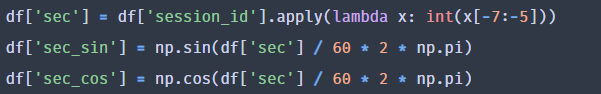 df['sec'] = df['session_id'].apply(lambda x: int(x[-7:-5]))
df['sec_sin'] = np.sin(df['sec'] / 60 * 2 * np.pi)
df['sec_cos'] = np.cos(df['sec'] / 60 * 2 * np.pi)